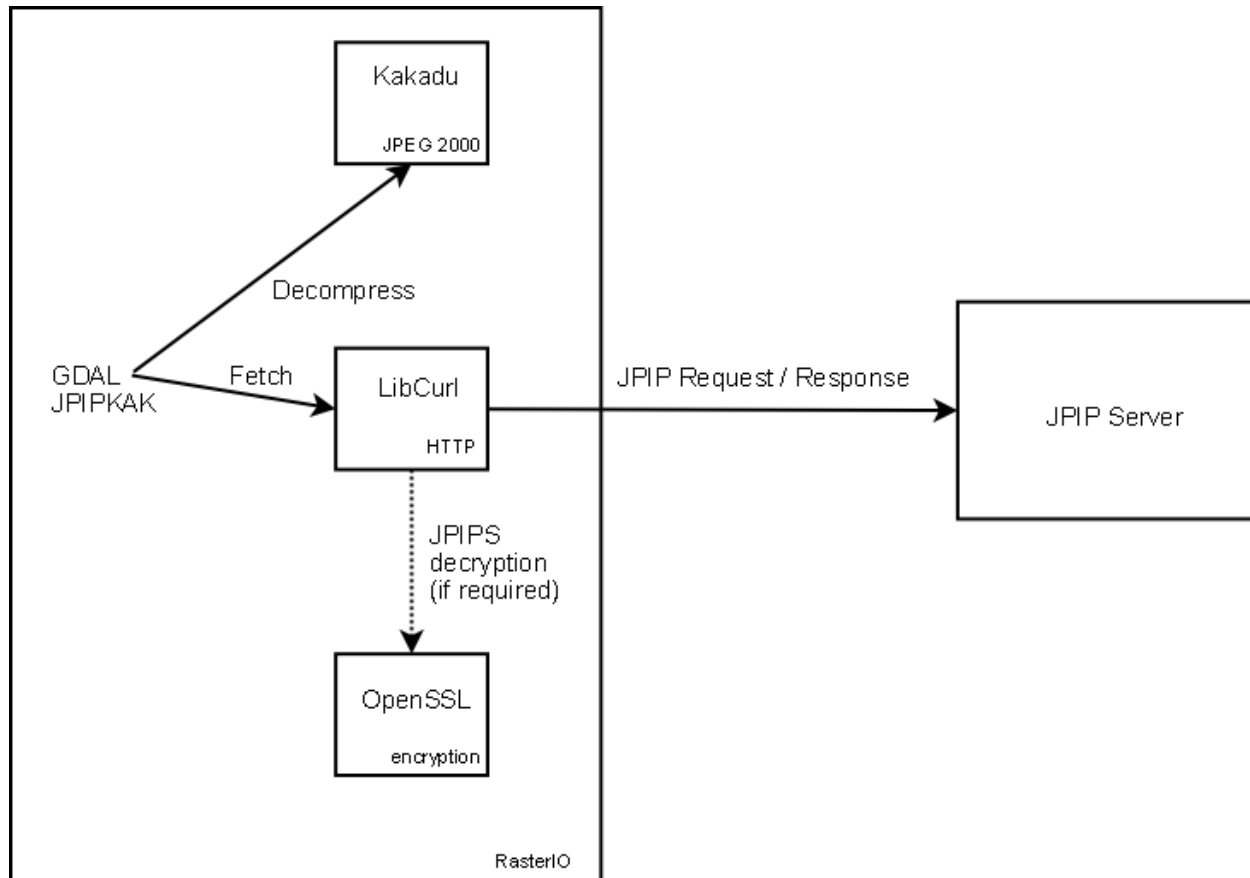 Kakadu
JPEG 2000
Decompress
GDAL
JPIPKAK
Fetch
LibCurl
HTTP
JPIP Request / Response
JPIP Server
JPIPS
decryption
(if required)
OpenSSL
encryption
RasterIO